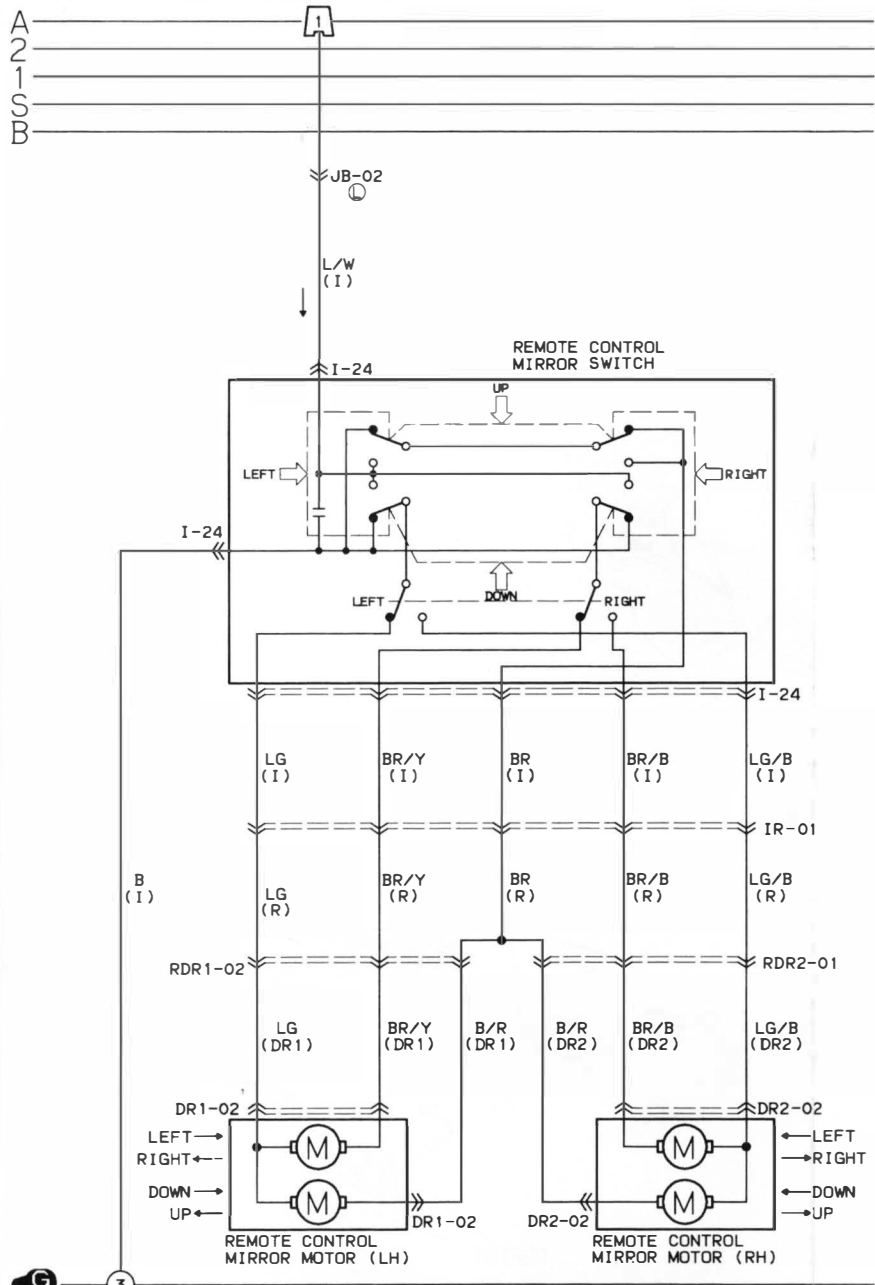 A
1
2
1
S
B
JB-02
L
L/W
(I)
I-24
REMOTE CONTROL
MIRROR SWITCH
UP
LEFT
RIGHT
I-24
DOWN
LEFT
RIGHT
I-24
LG
(I)
BR/Y
(I)
BR
(I)
BR/B
(I)
LG/B
(I)
IR-01
B
(I)
LG
(R)
BR/Y
(R)
BR
(R)
BR/B
(R)
LG/B
(R)
RDR1-02
RDR2-01
LG
(DR1)
BR/Y
(DR1)
B/R
(DR1)
B/R
(DR2)
BR/B
(DR2)
LG/B
(DR2)
DR1-02
DR2-02
LEFT
RIGHT
M
M
LEFT
RIGHT
DOWN
UP
M
M
DOWN
UP
DR1-02
DR2-02
REMOTE CONTROL
MIRROR MOTOR (LH)
REMOTE CONTROL
MIRROR MOTOR (RH)
G
3